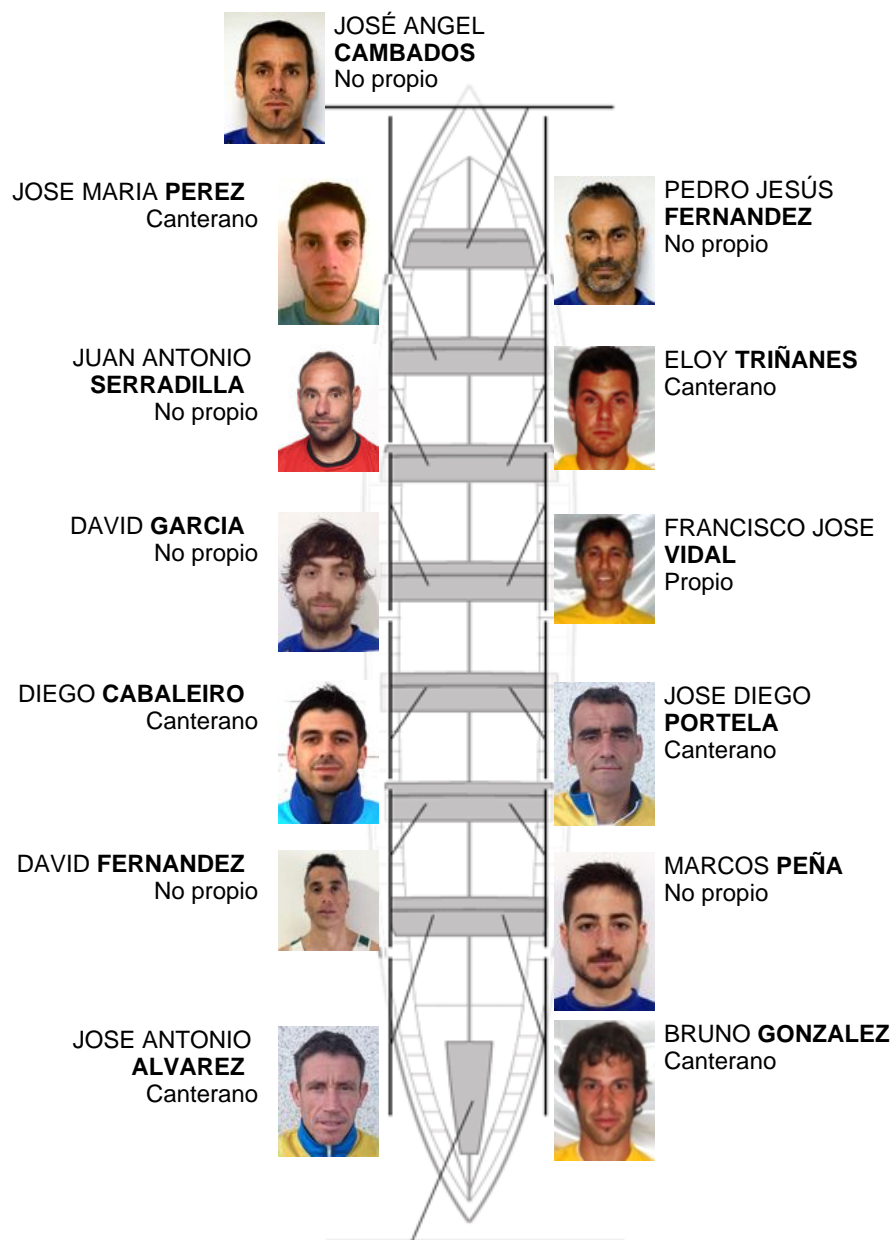 JOSÉ ANGEL
CAMBADOS
No propio
JOSE MARIA PEREZ
Canterano
PEDRO JESÚS
FERNANDEZ
No propio
JUAN ANTONIO
SERRADILLA
No propio
ELOY TRIÑANES
Canterano
DAVID GARCIA
No propio
FRANCISCO JOSE
VIDAL
Propio
DIEGO CABALEIRO
Canterano
JOSE DIEGO
PORTELA
Canterano
DAVID FERNANDEZ
No propio
MARCOS PEÑA
No propio
JOSE ANTONIO
ALVAREZ
Canterano
BRUNO GONZALEZ
Canterano